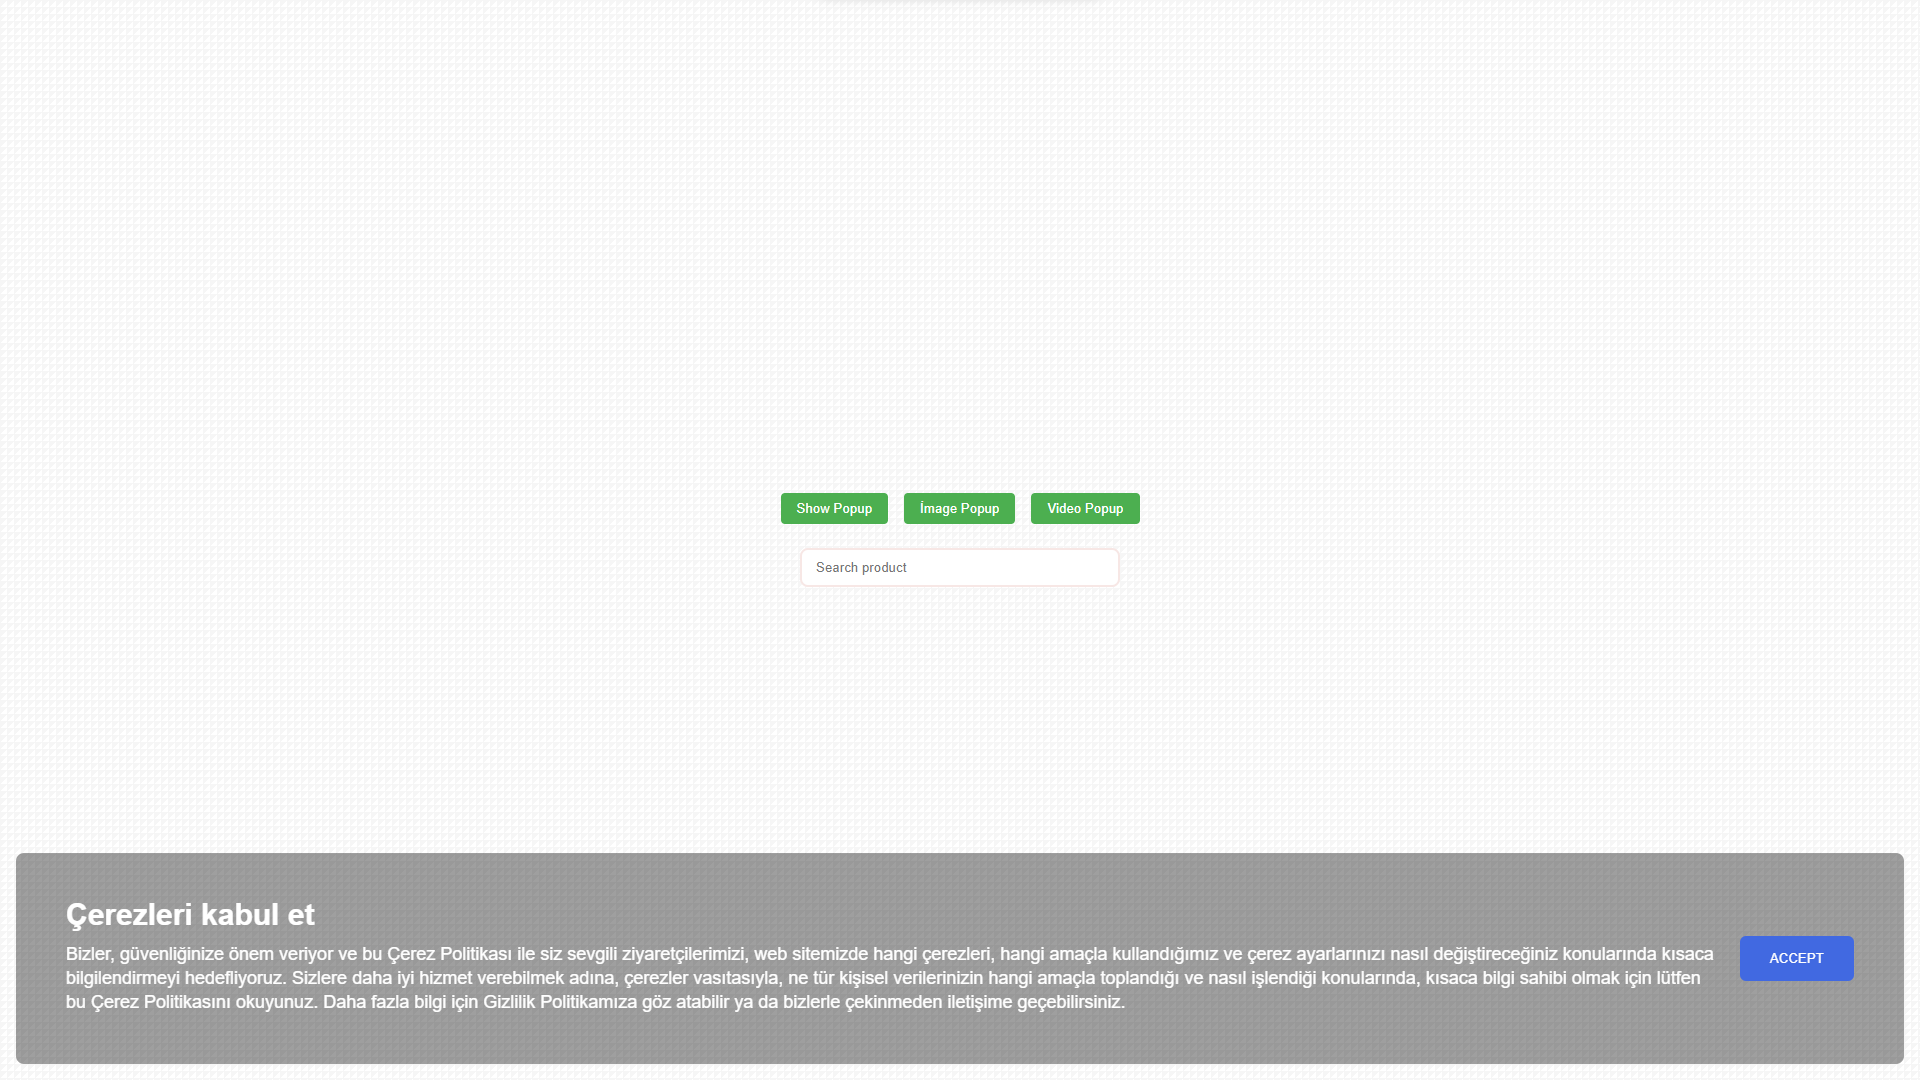 Show Popup
İmage Popup
Video Popup
Search product
Çerezleri kabul et
Bizler, güvenliğinize önem veriyor ve bu Çerez Politikası ile siz sevgili ziyaretçilerimizi, web sitemizde hangi çerezleri, hangi amaçla kullandığımız ve çerez ayarlarınızı nasıl değiştireceğiniz konularında kısaca
bilgilendirmeyi hedefliyoruz. Sizlere daha iyi hizmet verebilmek adına, çerezler vasıtasıyla, ne tür kişisel verilerinizin hangi amaçla toplandığı ve nasıl işlendiği konularında, kısaca bilgi sahibi olmak için lütfen
bu Çerez Politikasını okuyunuz. Daha fazla bilgi için Gizlilik Politikamıza göz atabilir ya da bizlerle çekinmeden iletişime geçebilirsiniz.
ACCEPT